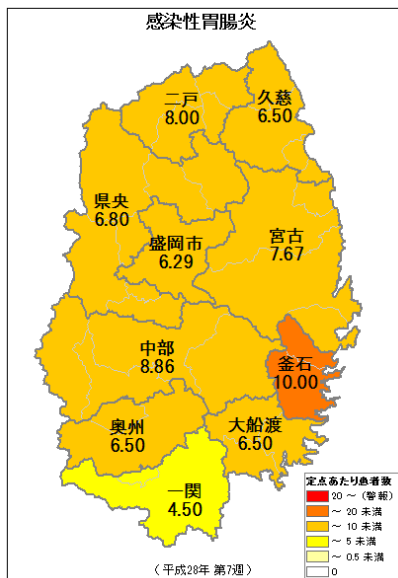 感染性胃腸炎
二戸
8.00
久慈
6.50
県央
6.80
盛岡市
6.29
宮古
7.67
中部
8.86
釜石
10.00
奥州
6.50
大船渡
6.50
一関
4.50
定点あたり患者数
20 ～ (警報)
～ 20 未満
～ 10 未満
～ 5 未満
～ 0.5 未満
0
(平成28年 第7週)